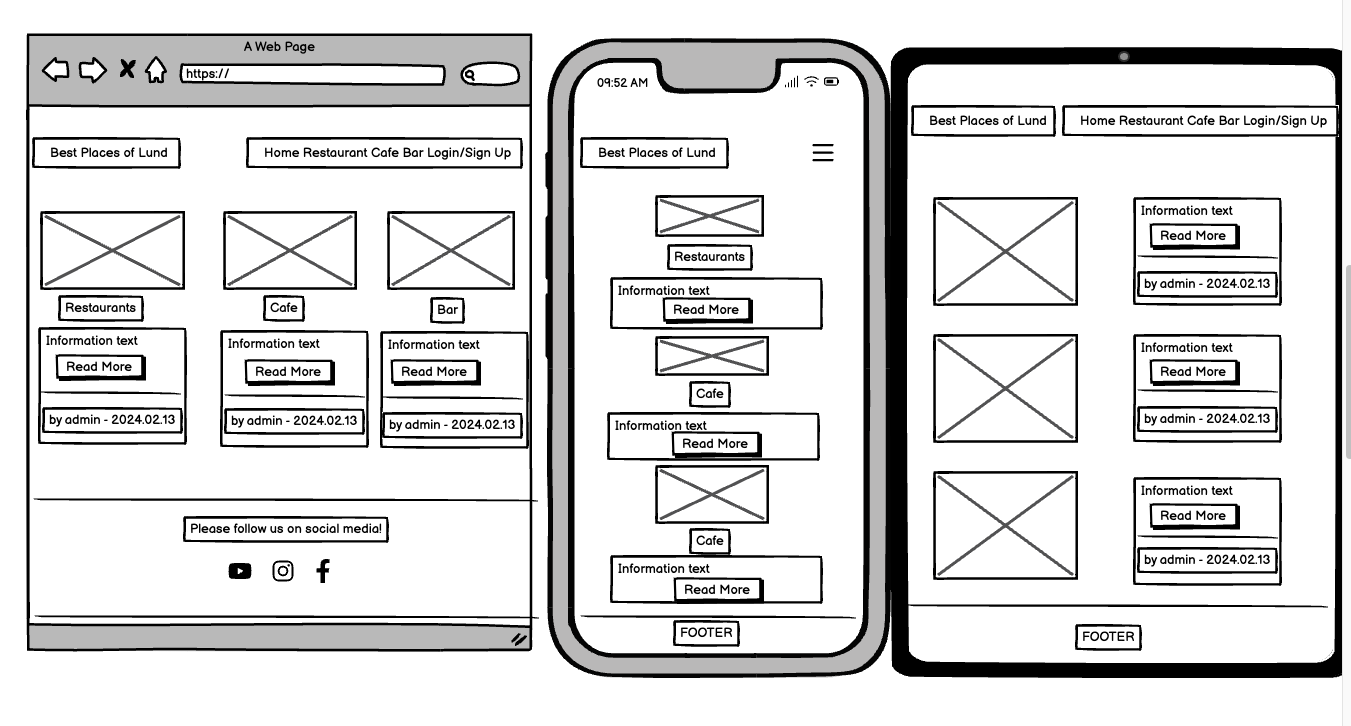 A Web Page
https://
Best Places of Lund
Home Restaurant Cafe Bar Login/Sign Up
Restaurants
Cafe
Bar
Information text
Read More
by admin - 2024.02.13
Information text
Read More
by admin - 2024.02.13
Information text
Read More
by admin - 2024.02.13
Please follow us on social media!
09:52 AM
Best Places of Lund
Restaurants
Information text
Read More
Cafe
Information text
Read More
Cafe
Information text
Read More
FOOTER
Best Places of Lund
Home Restaurant Cafe Bar Login/Sign Up
Information text
Read More
by admin - 2024.02.13
Information text
Read More
by admin - 2024.02.13
Information text
Read More
by admin - 2024.02.13
FOOTER